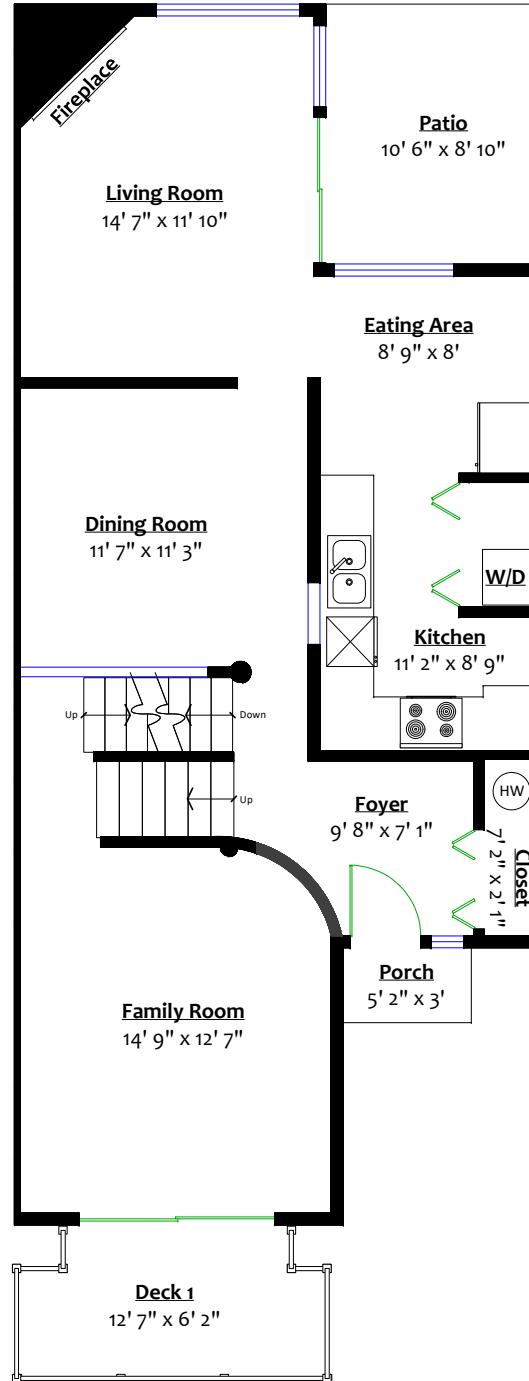 Fireplace
Patio
10' 6" x 8' 10"
Living Room
14' 7" x 11' 10"
Eating Area
8' 9" x 8'
Dining Room
11' 7" x 11' 3"
W/D
Kitchen
11' 2" x 8' 9"
Up
Down
Up
HW
Foyer
9' 8" x 7' 1"
Closet
7' 2" x 2' 1"
Porch
5' 2" x 3'
Family Room
14' 9" x 12' 7"
Deck 1
12' 7" x 6' 2"